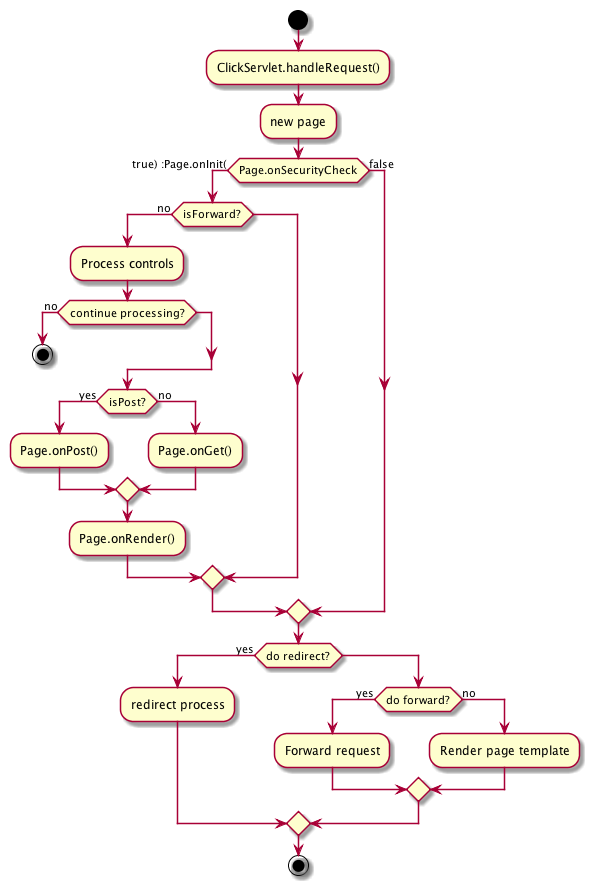 ClickServlet.handleRequest()
new page
true) :Page.onInit(
Page.onSecurityCheck
false
no
isForward?
Process controls
no
continue processing?
yes
isPost?
no
Page.onPost()
Page.onGet()
Page.onRender()
yes
do redirect?
redirect process
yes
do forward?
no
Forward request
Render page template